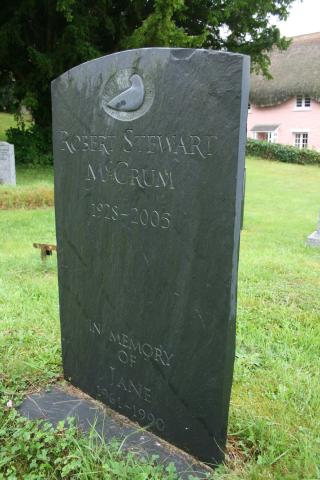 ROBERT STEWART
McCRUM
1928-2005
IN MEMORY
OF
JANE
1961-1990